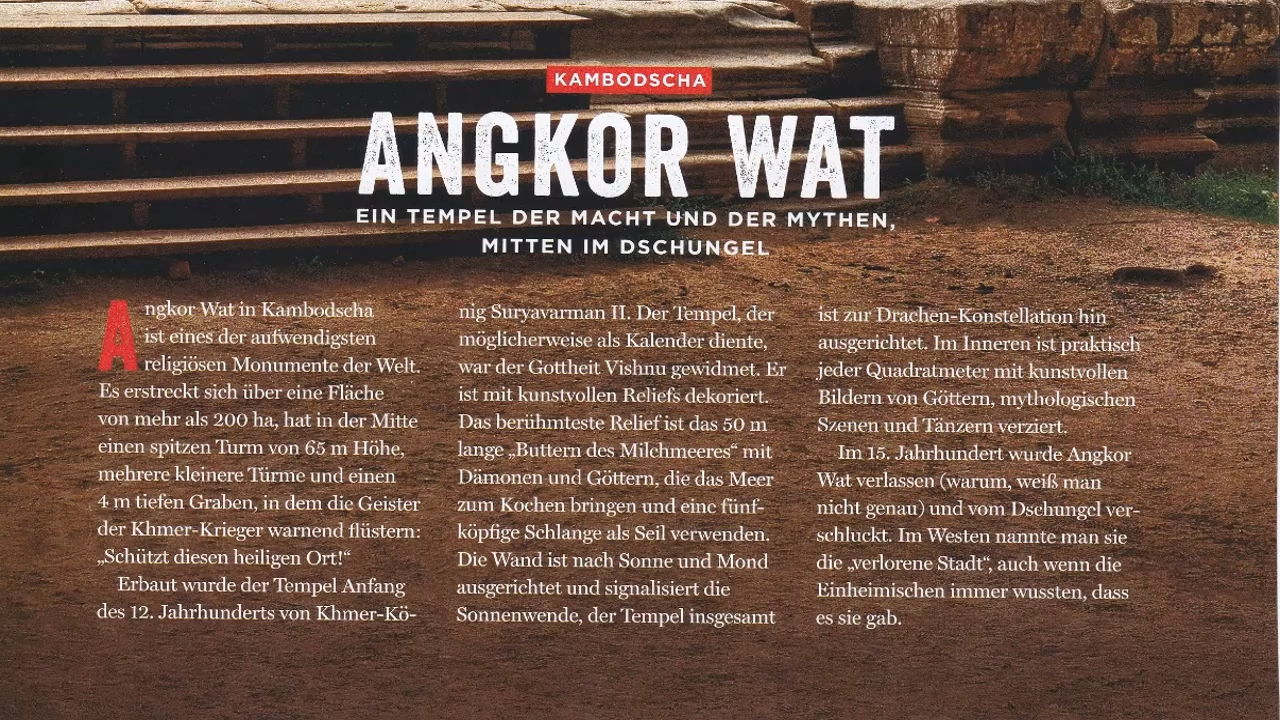 KAMBODSCHA
ANGKOR WAT
EIN TEMPEL DER MACHT UND DER MYTHEN,
MITTEN IM DSCHUNGEL
Angkor Wat in Kambodscha
ist eines der aufwendigsten
religiösen Monumente der Welt.
Es erstreckt sich über eine Fläche
von mehr als 200 ha, hat in der Mitte
einen spitzen Turm von 65 m Höhe,
mehrere kleinere Türme und einen
4 m tiefen Graben, in dem die Geister
der Khmer-Krieger warnend flüstern:
„Schützt diesen heiligen Ort!“
Erbaut wurde der Tempel Anfang
des 12. Jahrhunderts von Khmer-Kö-
nig Suryavarman II. Der Tempel, der
möglicherweise als Kalender diente,
war der Gottheit Vishnu gewidmet. Er
ist mit kunstvollen Reliefs dekoriert.
Das berühmteste Relief ist das 50 m
lange „Buttern des Milchmeeres“ mit
Dämonen und Göttern, die das Meer
zum Kochen bringen und eine fünf-
köpfige Schlange als Seil verwenden.
Die Wand ist nach Sonne und Mond
ausgerichtet und signalisiert die
Sonnenwende, der Tempel insgesamt
ist zur Drachen-Konstellation hin
ausgerichtet. Im Inneren ist praktisch
jeder Quadratmeter mit kunstvollen
Bildern von Göttern, mythologischen
Szenen und Tänzern verziert.
Im 15. Jahrhundert wurde Angkor
Wat verlassen (warum, weiß man
nicht genau) und vom Dschungel ver-
schluckt. Im Westen nannte man sie
die „verlorene Stadt“, auch wenn die
Einheimischen immer wussten, dass
es sie gab.